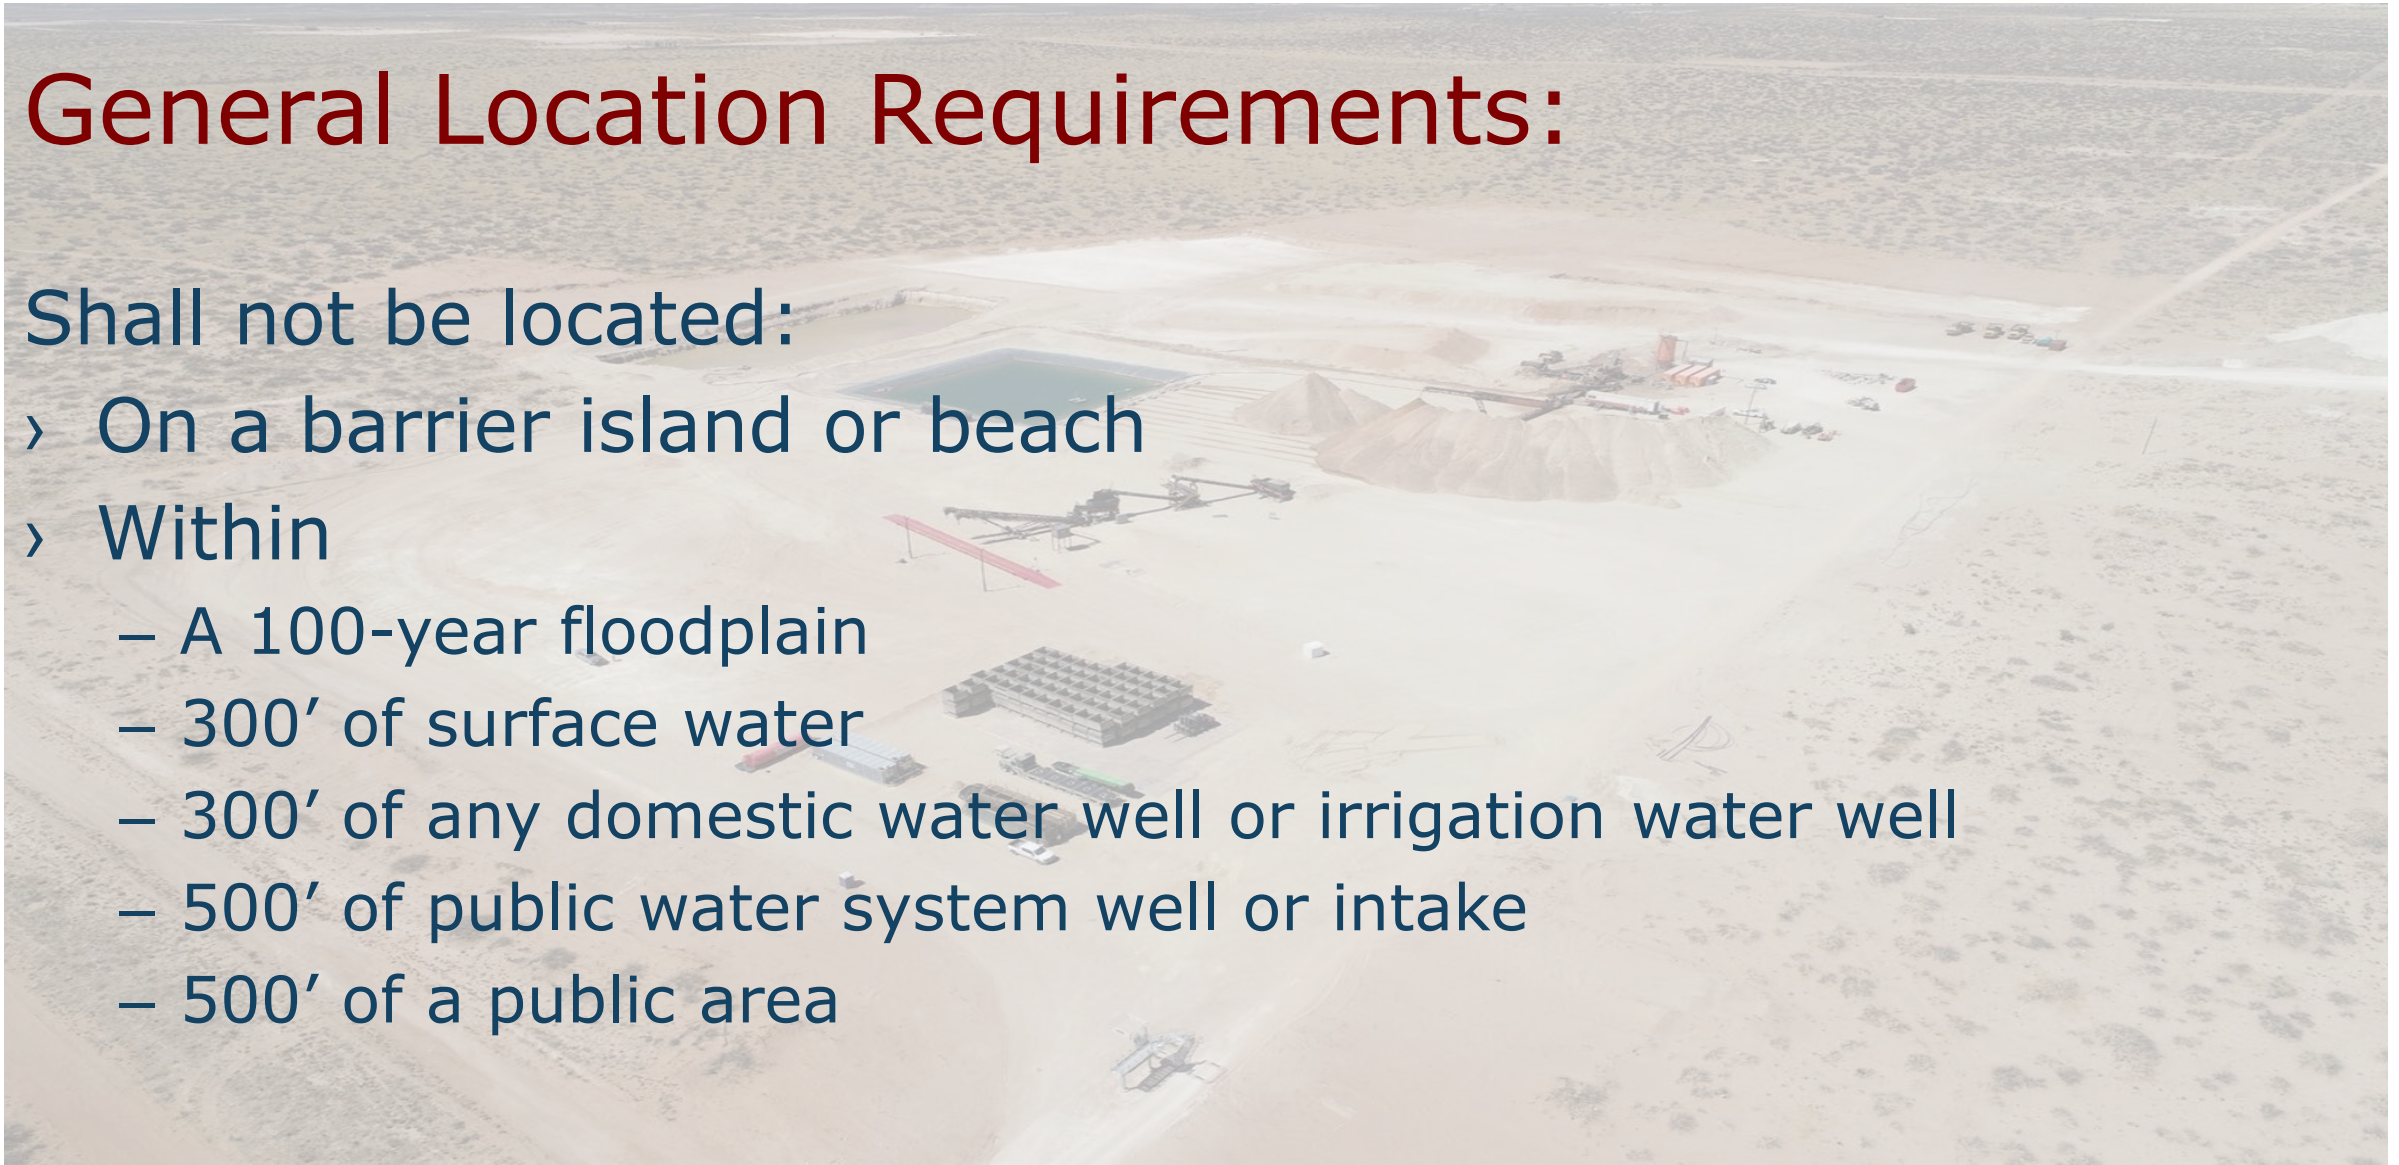 General Location Requirements:
Shall not be located:
› On a barrier island or beach
› Within
– A 100-year floodplain
– 300’ of surface water
– 300’ of any domestic water well or irrigation water well
– 500’ of public water system well or intake
– 500’ of a public area